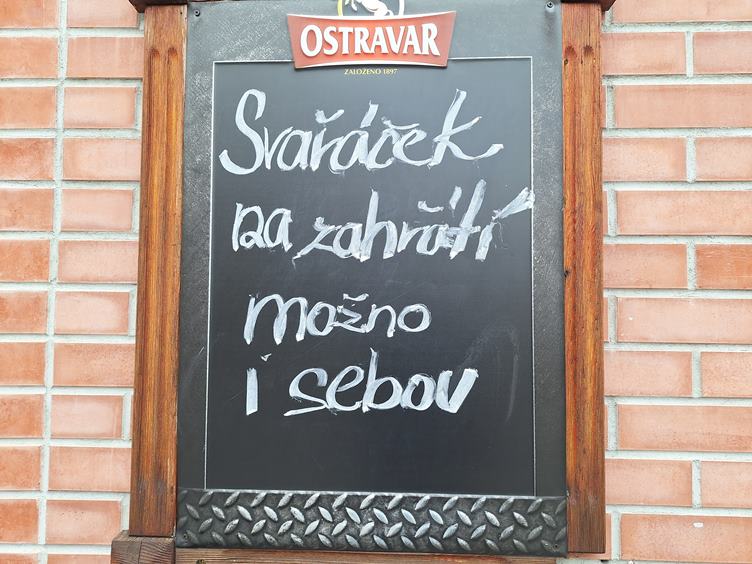 OSTRAVAR
ZALOŽENO 1897
Svařáček
na zahřátí
možno
i sebou